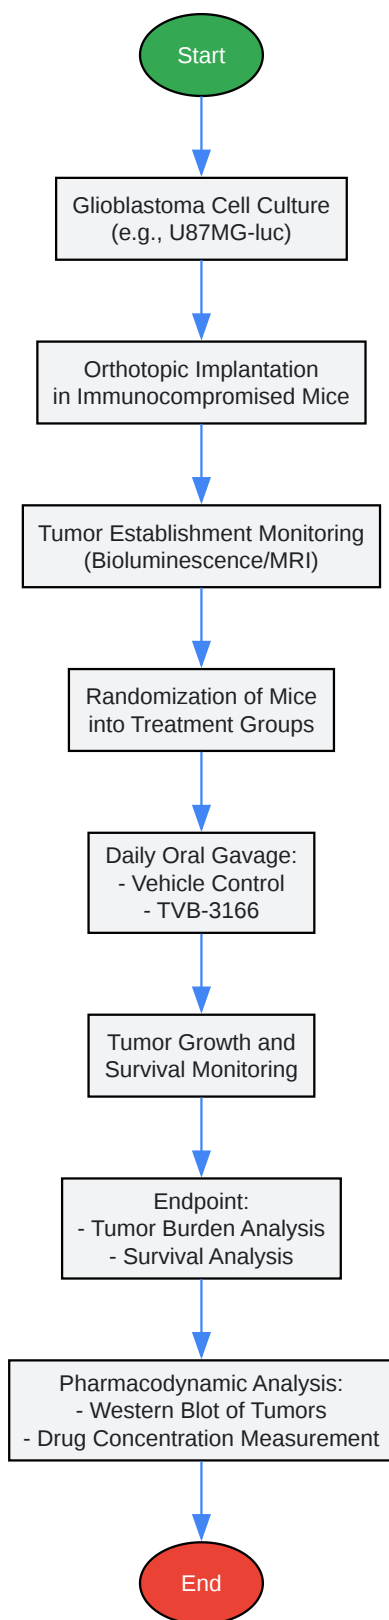 Start
Glioblastoma Cell Culture
(e.g., U87MG-luc)
Orthotopic Implantation
in Immunocompromised Mice
Tumor Establishment Monitoring
(Bioluminescence/MRI)
Randomization of Mice
into Treatment Groups
Daily Oral Gavage:
- Vehicle Control
- TVB-3166
Tumor Growth and
Survival Monitoring
Endpoint:
- Tumor Burden Analysis
- Survival Analysis
Pharmacodynamic Analysis:
- Western Blot of Tumors
- Drug Concentration Measurement
End